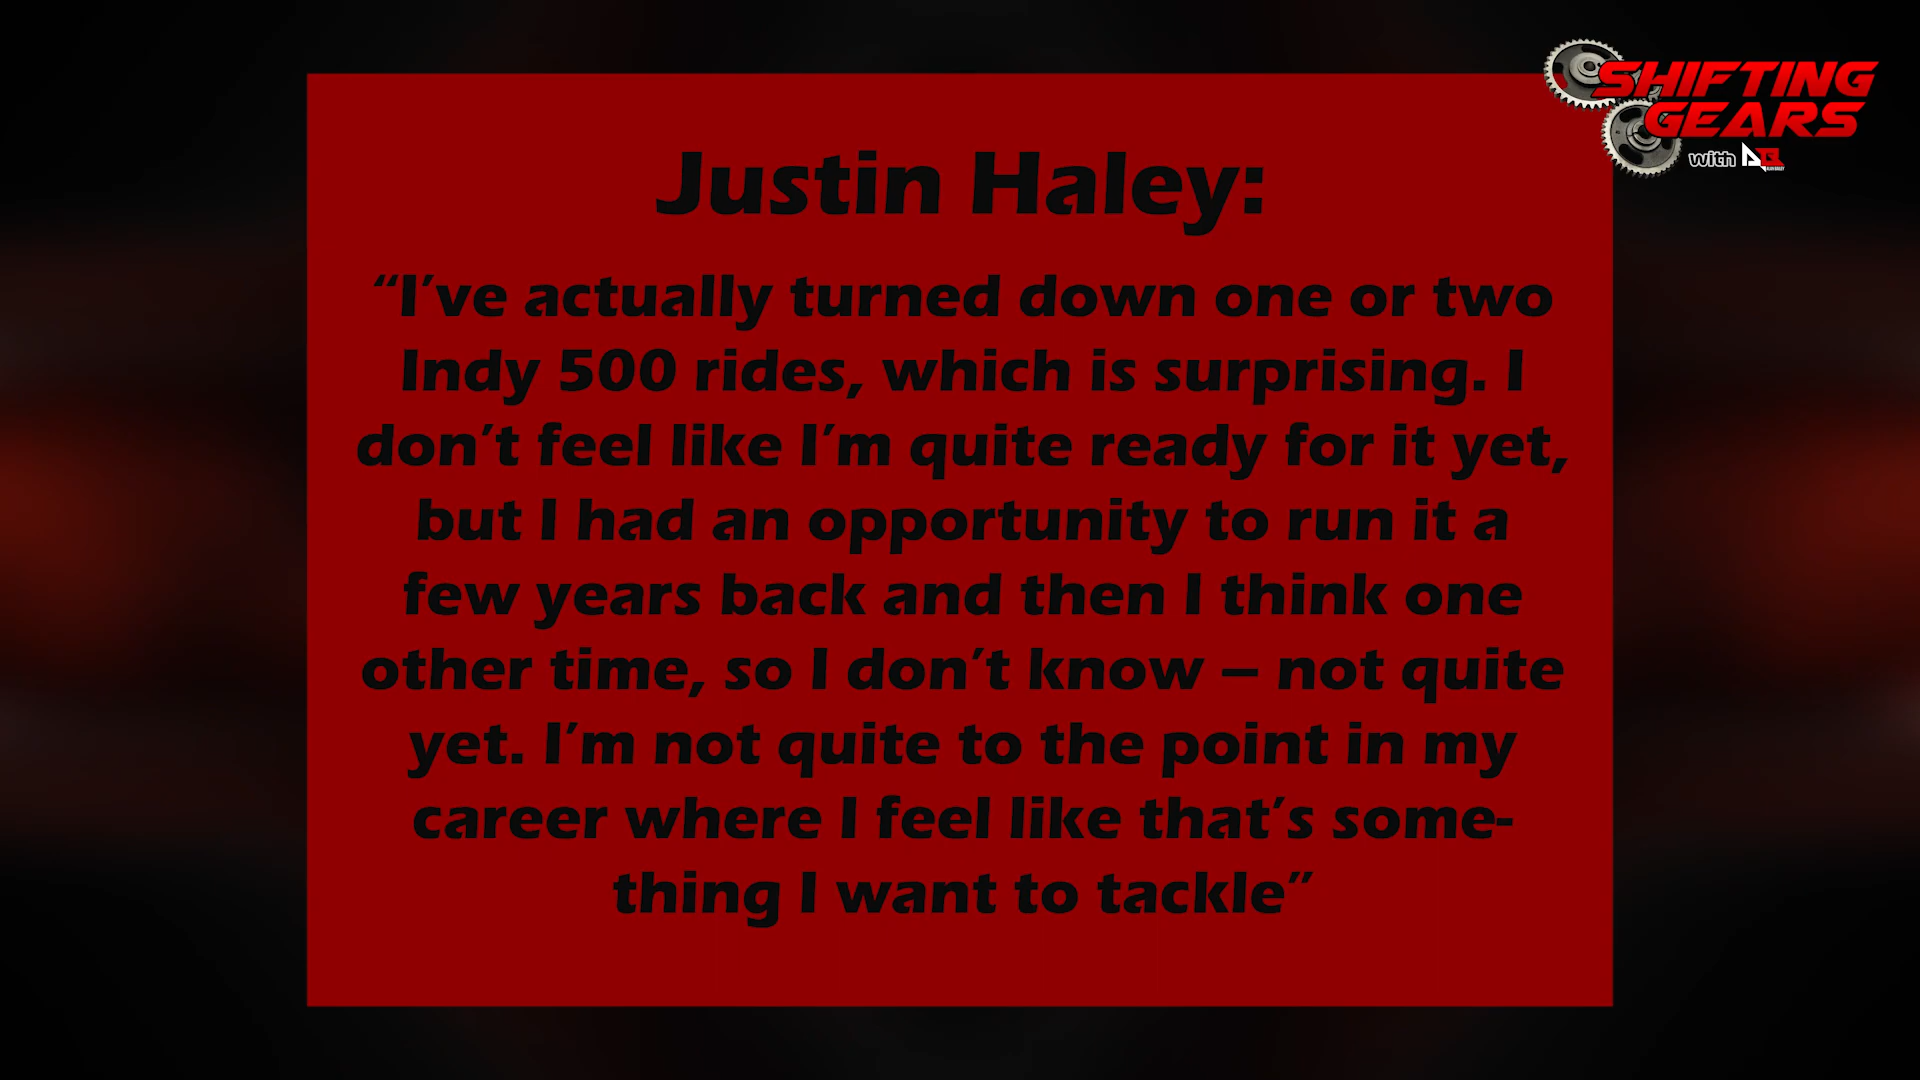 SHIFTING
GEARS
with
Justin Haley:
“I’ve actually turned down one or two
Indy 500 rides, which is surprising. I
don’t feel like I’m quite ready for it yet,
but I had an opportunity to run it a
few years back and then I think one
other time, so I don’t know – not quite
yet. I’m not quite to the point in my
career where I feel like that’s some-
thing I want to tackle”